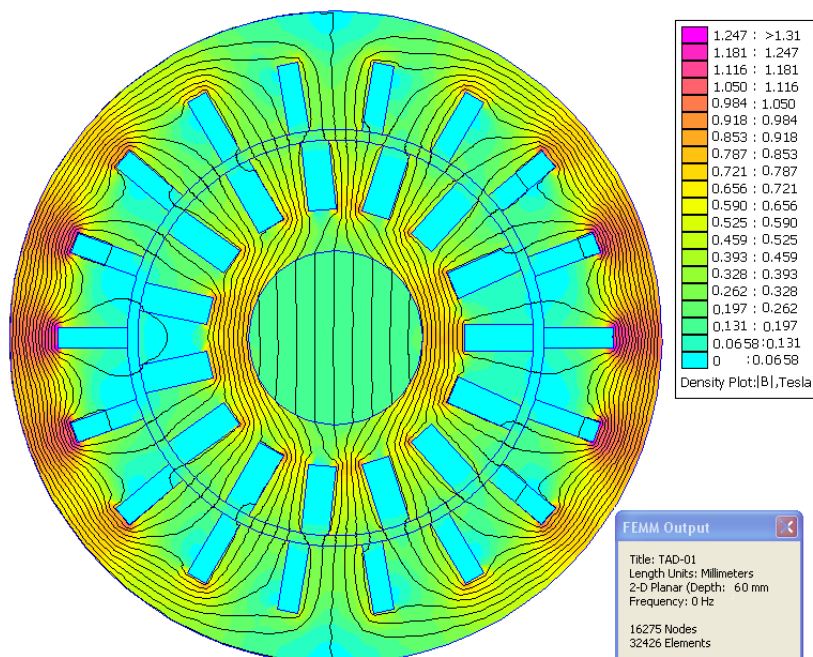 1.247 : >1.31
1.181 : 1.247
1.116 : 1.181
1.050 : 1.116
0.984 : 1.050
0.918 : 0.984
0.853 : 0.918
0.787 : 0.853
0.721 : 0.787
0.656 : 0.721
0.590 : 0.656
0.525 : 0.590
0.459 : 0.525
0.393 : 0.459
0.328 : 0.393
0.262 : 0.328
0.197 : 0.262
0.131 : 0.197
0.0658 : 0.131
0 : 0.0658
Density Plot:|B|,Tesla
FEMM Output
Title: TAD-01
Length Units: Millimeters
2-D Planar (Depth: 60 mm
Frequency: 0 Hz
16275 Nodes
32426 Elements